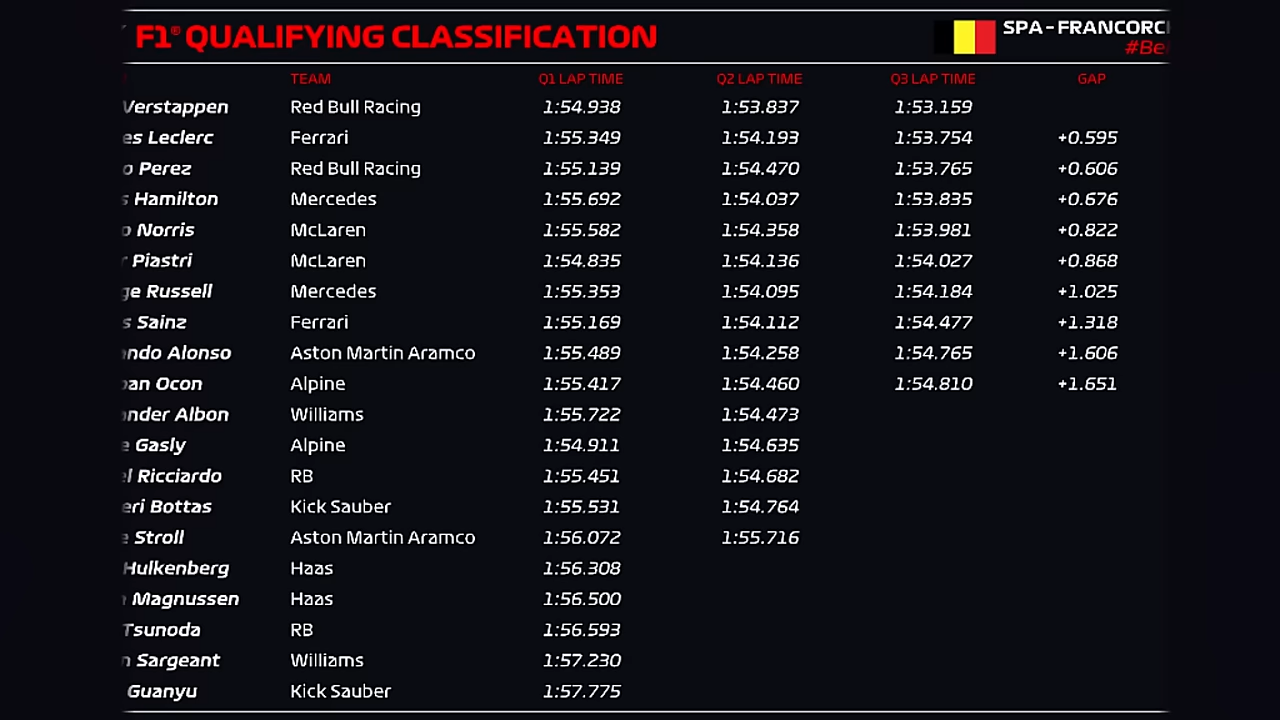 F1® QUALIFYING CLASSIFICATION
SPA-FRANCORC
#Be
TEAM Q1 LAP TIME Q2 LAP TIME Q3 LAP TIME GAP
Verstappen Red Bull Racing 1:54.938 1:53.837 1:53.159
es Leclerc Ferrari 1:55.349 1:54.193 1:53.754 +0.595
o Perez Red Bull Racing 1:55.139 1:54.470 1:53.765 +0.606
s Hamilton Mercedes 1:55.692 1:54.037 1:53.835 +0.676
o Norris McLaren 1:55.582 1:54.358 1:53.981 +0.822
r Piastri McLaren 1:54.835 1:54.136 1:54.027 +0.868
ge Russell Mercedes 1:55.353 1:54.095 1:54.184 +1.025
s Sainz Ferrari 1:55.169 1:54.112 1:54.477 +1.318
ando Alonso Aston Martin Aramco 1:55.489 1:54.258 1:54.765 +1.606
ban Ocon Alpine 1:55.417 1:54.460 1:54.810 +1.651
nder Albon Williams 1:55.722 1:54.473
e Gasly Alpine 1:54.911 1:54.635
el Ricciardo RB 1:55.451 1:54.682
eri Bottas Kick Sauber 1:55.531 1:54.764
e Stroll Aston Martin Aramco 1:56.072 1:55.716
Hulkenberg Haas 1:56.308
Magnussen Haas 1:56.500
Tsunoda RB 1:56.593
n Sargeant Williams 1:57.230
Guanyu Kick Sauber 1:57.775